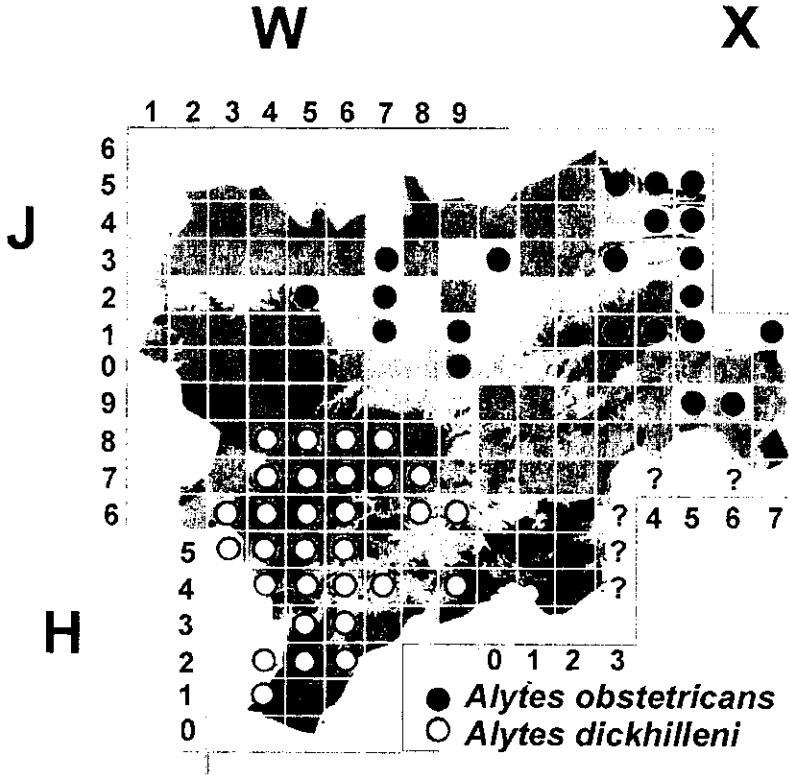 W X
1 2 3 4 5 6 7 8 9
6
5
J
4
3
2
1
0
9
8
7 ? ?
6 ? 4 5 6 7
5 ?
4 ?
H
3
2 0 1 2 3
1 Alytes obstetricans
0 Alytes dickhilleni